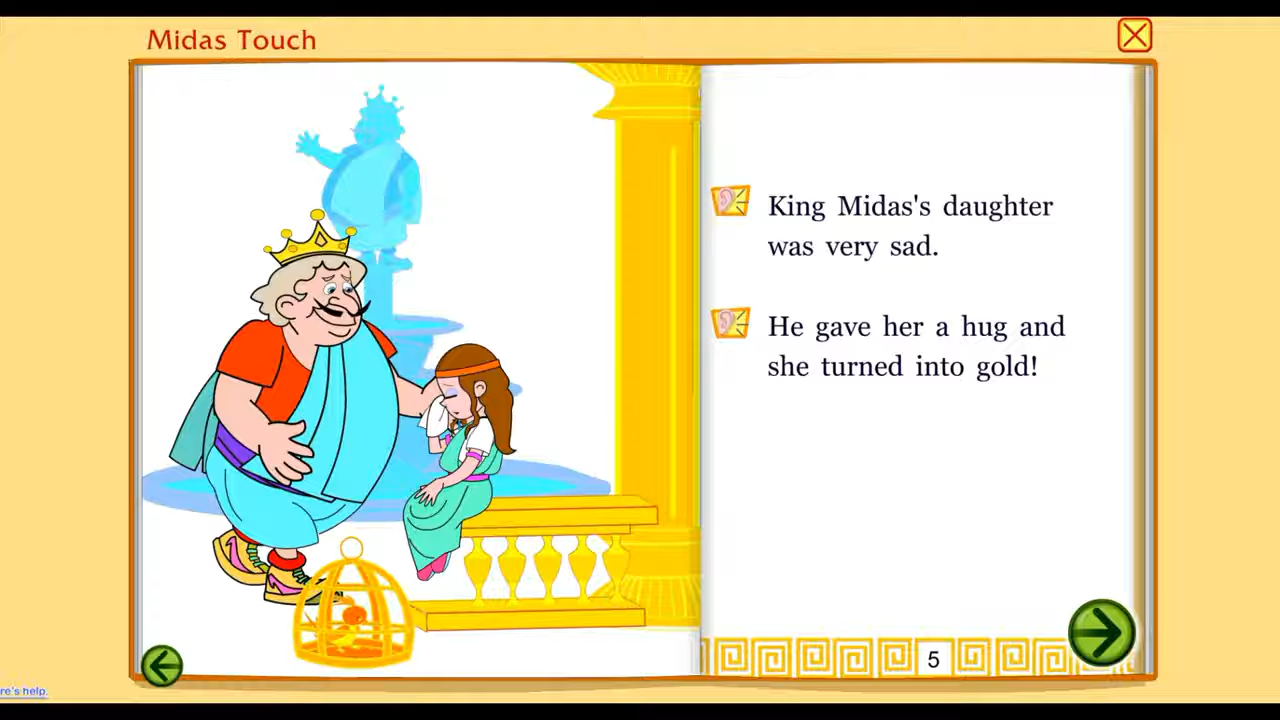 Midas Touch
King Midas's daughter
was very sad.
He gave her a hug and
she turned into gold!
5
re's help.